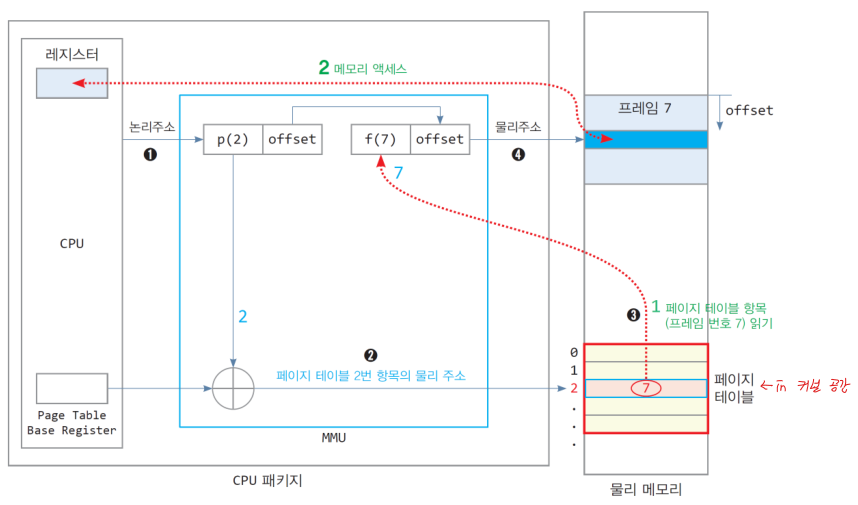 레지스터
2 메모리 액세스
프레임 7
offset
논리주소
p(2) offset
f(7) offset
물리주소
❶
❹
7
CPU
2
1 페이지 테이블 항목
(프레임 번호 7) 읽기
❸
❷
페이지 테이블 2번 항목의 물리 주소
0
1
2
7
.
.
.
페이지
테이블
← in 커널 공간
Page Table
Base Register
MMU
CPU 패키지
물리 메모리